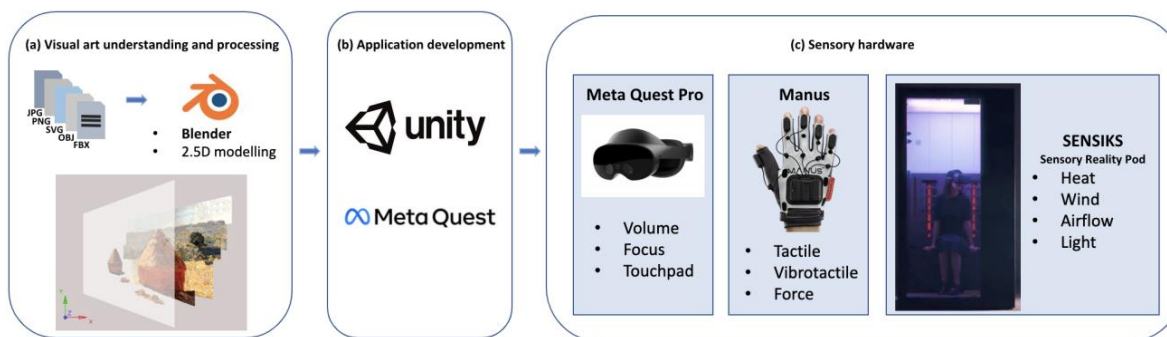 (a) Visual art understanding and processing
JPG
PNG
SVG
OBJ
FBX
• Blender
• 2.5D modelling
Y
Z
X
(b) Application development
unity
Meta Quest
(c) Sensory hardware
Meta Quest Pro
• Volume
• Focus
• Touchpad
Manus
MANUS
• Tactile
• Vibrotactile
• Force
SENSIKS
Sensory Reality Pod
• Heat
• Wind
• Airflow
• Light